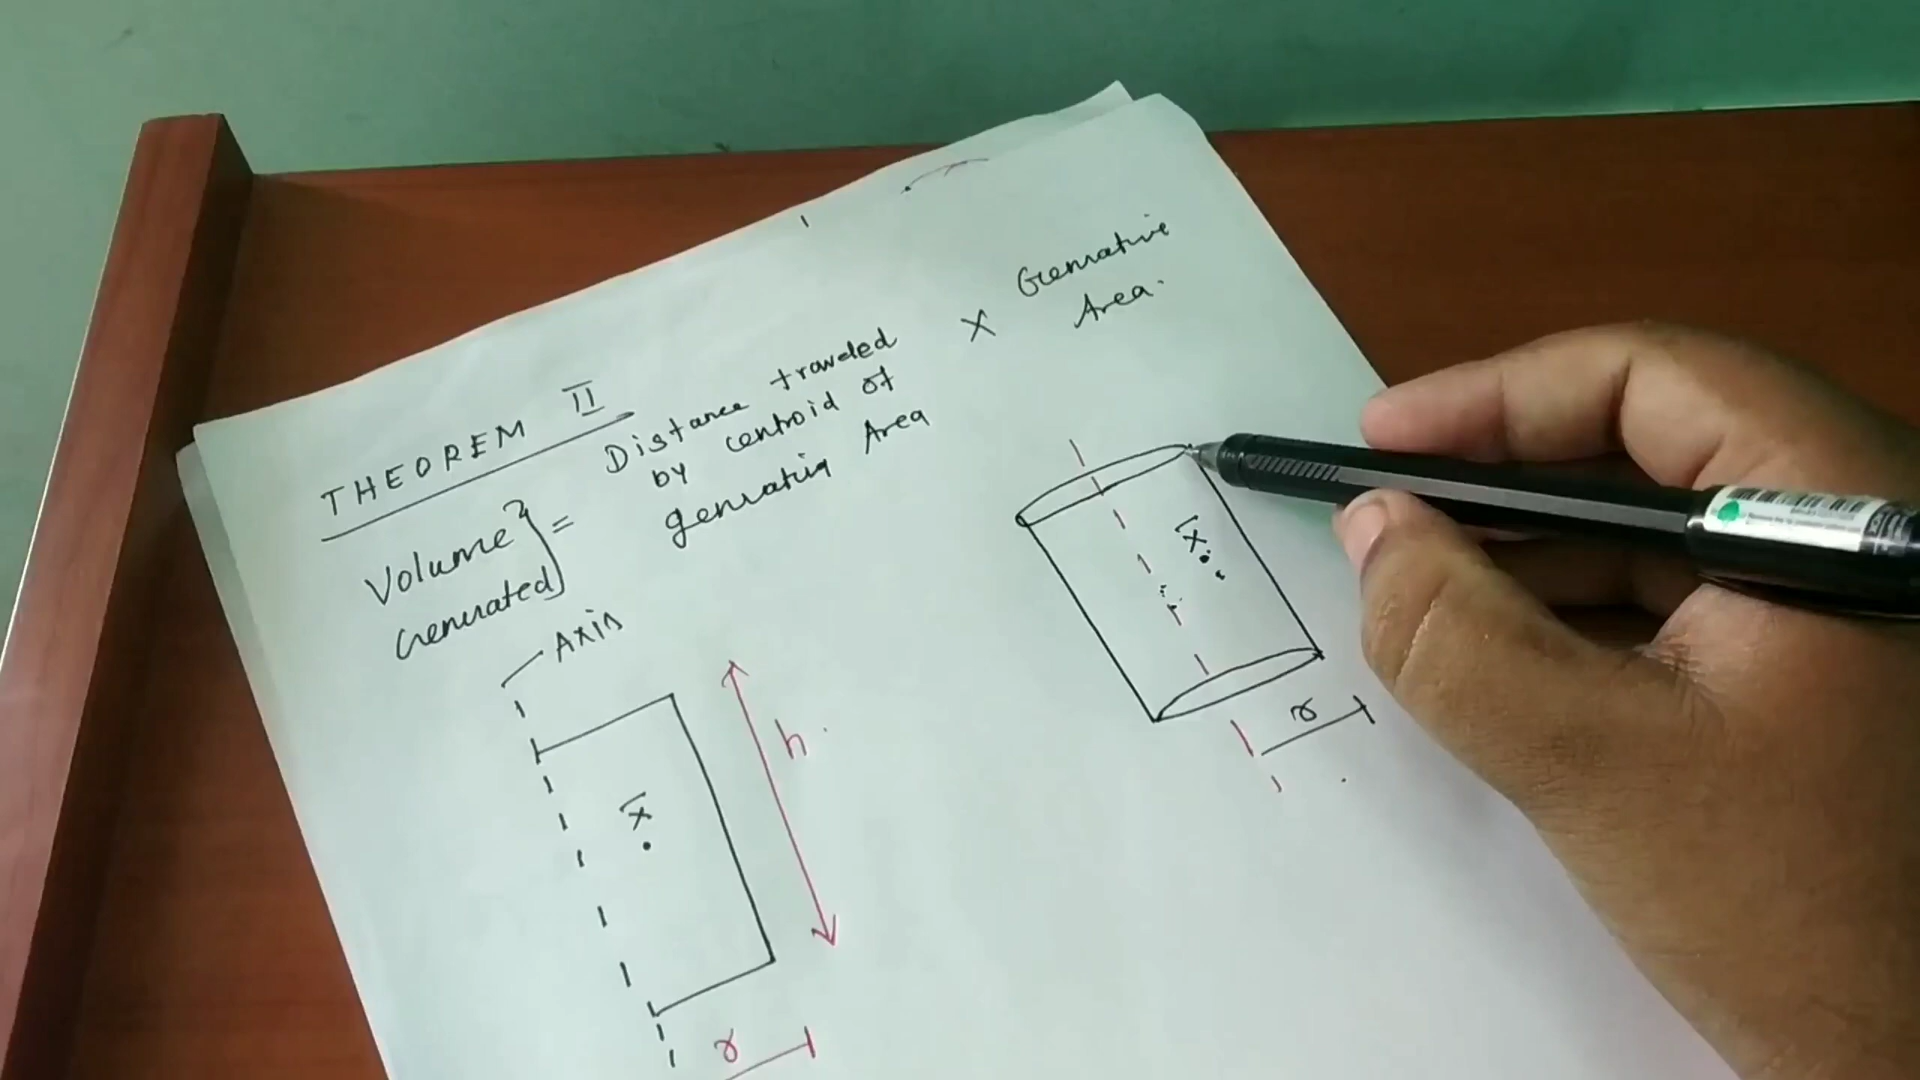 THEOREM II
Volume
Generated
=
Distance traveled
by centroid of
generating Area
X
Generative
Area.
Axis
x̄
h
r
x̄
r